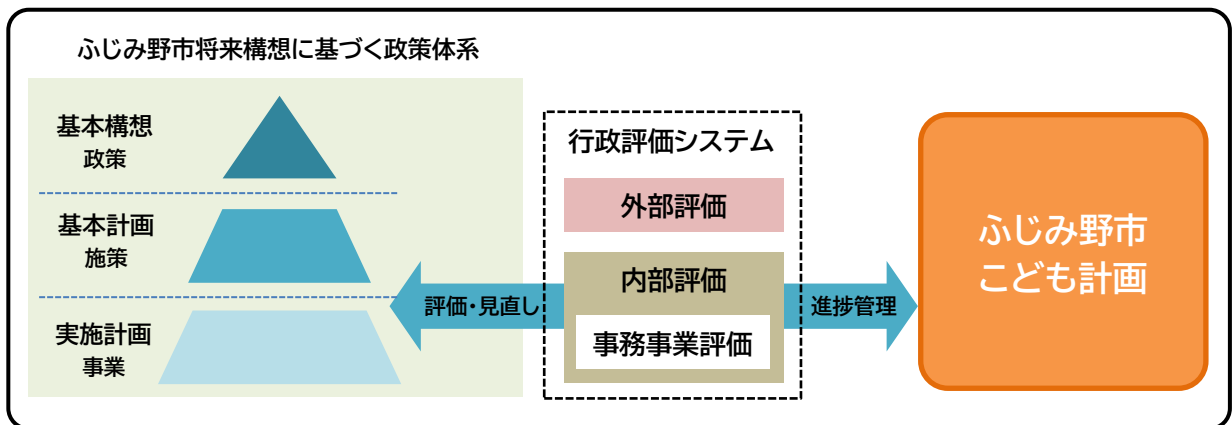 ふじみ野市将来構想に基づく政策体系
基本構想
政策
基本計画
施策
実施計画
事業
評価・見直し
行政評価システム
外部評価
内部評価
事務事業評価
進捗管理
ふじみ野市
こども計画